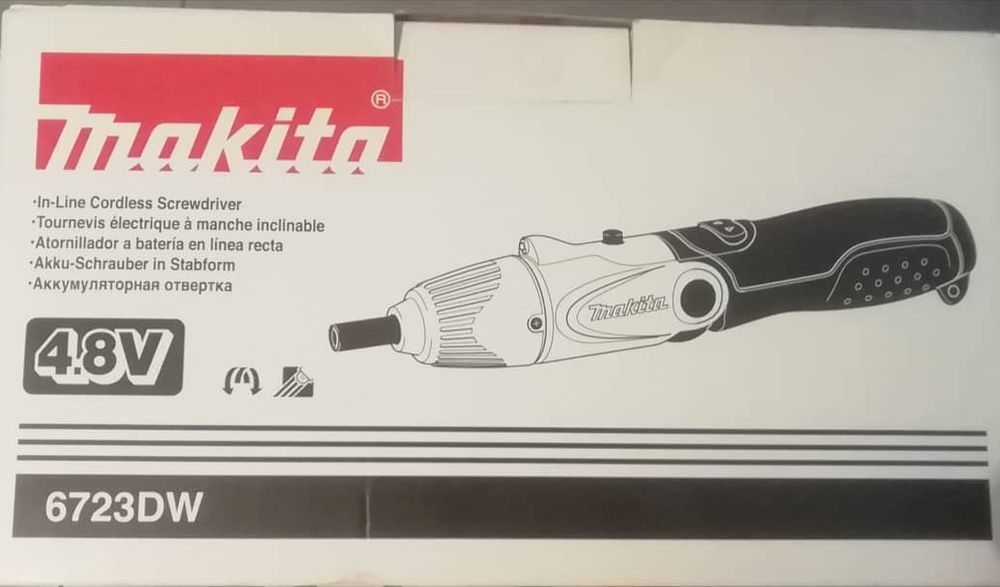 makita®
·In-Line Cordless Screwdriver
·Tournevis électrique à manche inclinable
·Atornillador a batería en línea recta
·Akku-Schrauber in Stabform
·Аккумуляторная отвертка
makita
4.8V
6723DW